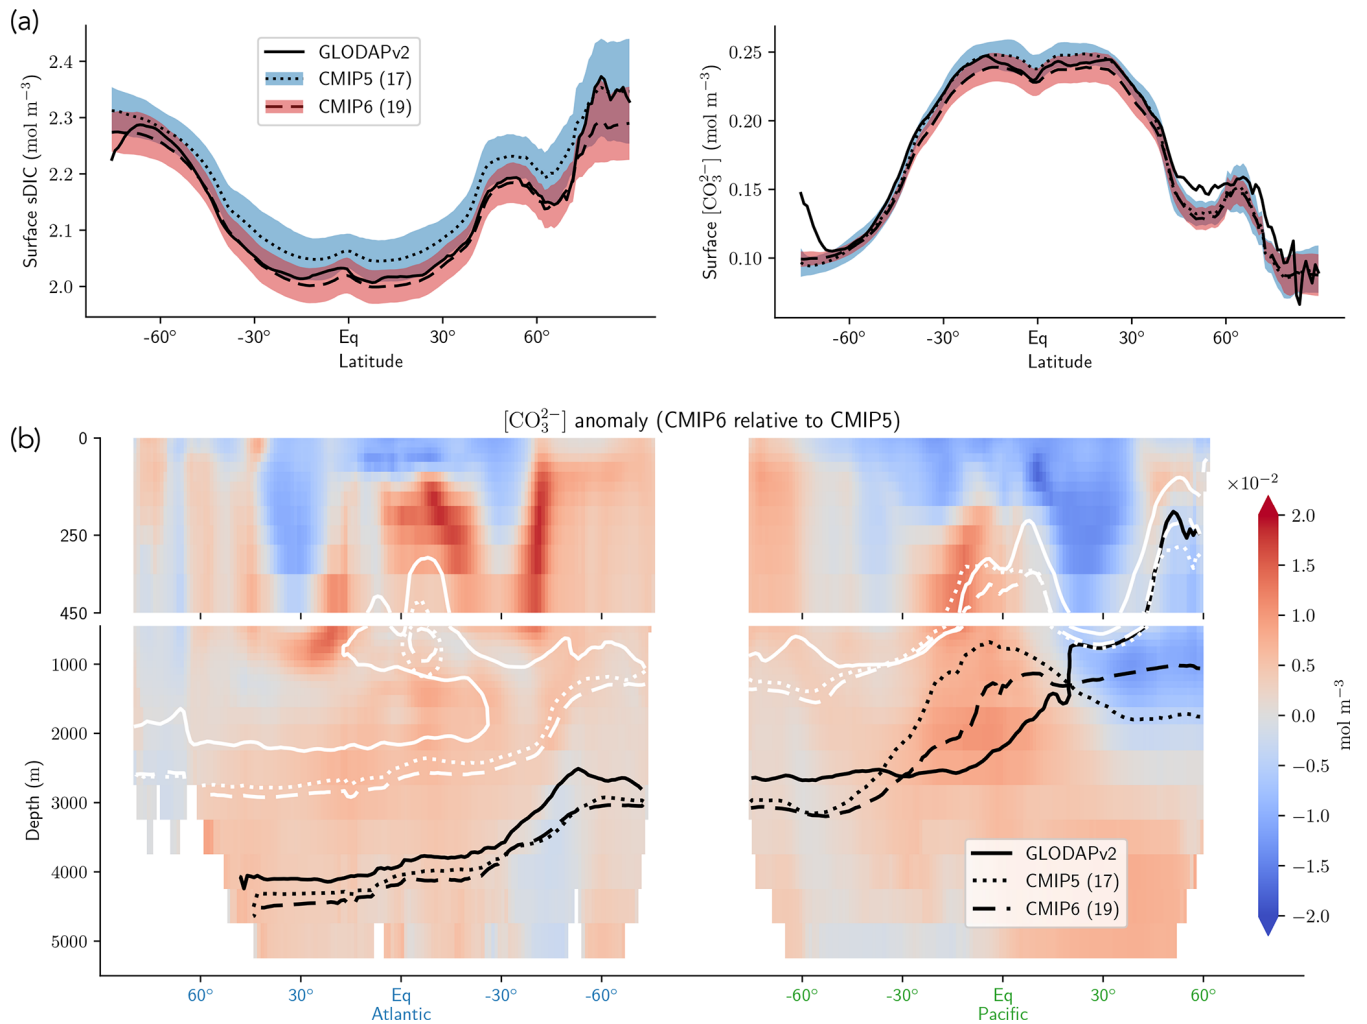 (a)
Surface sDIC (mol m−3)
2.4
2.3
2.2
2.1
2.0
GLODAPv2
CMIP5 (17)
CMIP6 (19)
-60° -30° Eq 30° 60°
Latitude
Surface [CO3^2−] (mol m−3)
0.25
0.20
0.15
0.10
-60° -30° Eq 30° 60°
Latitude
(b)
[CO3^2−] anomaly (CMIP6 relative to CMIP5)
Depth (m)
0
250
450
1000
2000
3000
4000
5000
60° 30° Eq -30° -60°
Atlantic
GLODAPv2
CMIP5 (17)
CMIP6 (19)
-60° -30° Eq 30° 60°
Pacific
×10−2
2.0
1.5
1.0
0.5
0.0
−0.5
−1.0
−1.5
−2.0
mol m−3